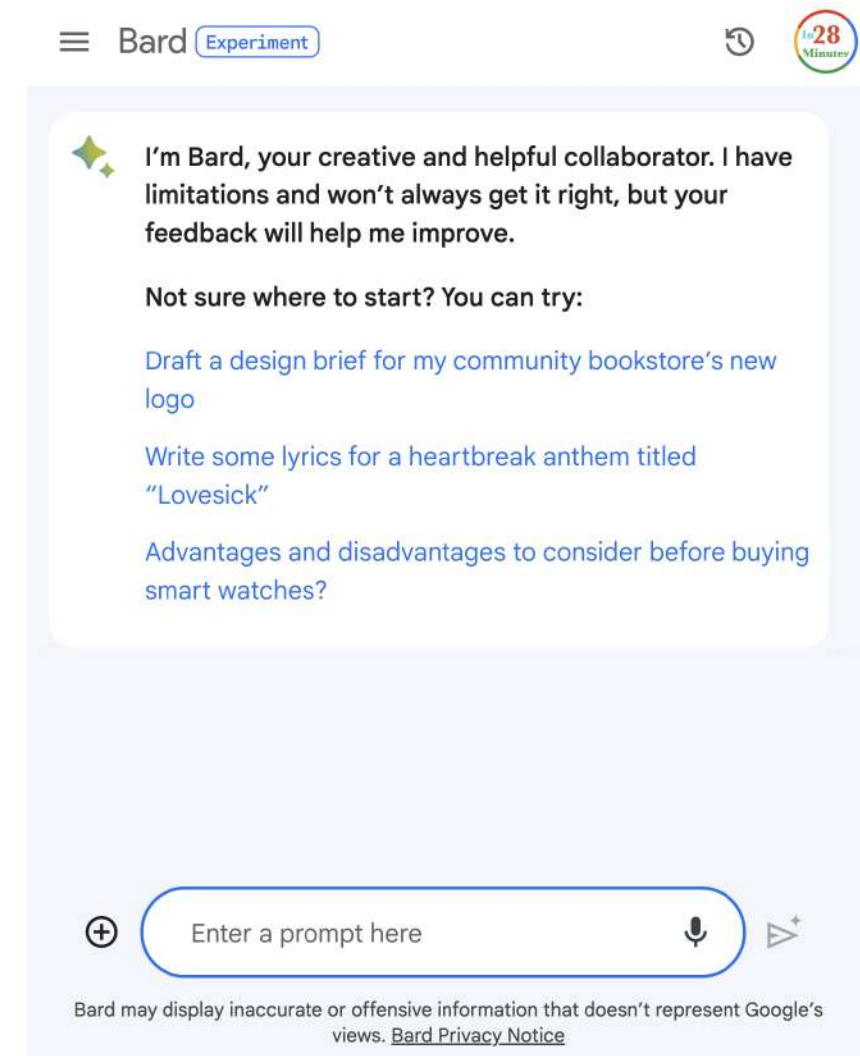 Bard Experiment
In 28
Minutes
I’m Bard, your creative and helpful collaborator. I have
limitations and won’t always get it right, but your
feedback will help me improve.
Not sure where to start? You can try:
Draft a design brief for my community bookstore’s new
logo
Write some lyrics for a heartbreak anthem titled
“Lovesick”
Advantages and disadvantages to consider before buying
smart watches?
Enter a prompt here
Bard may display inaccurate or offensive information that doesn’t represent Google’s
views. Bard Privacy Notice